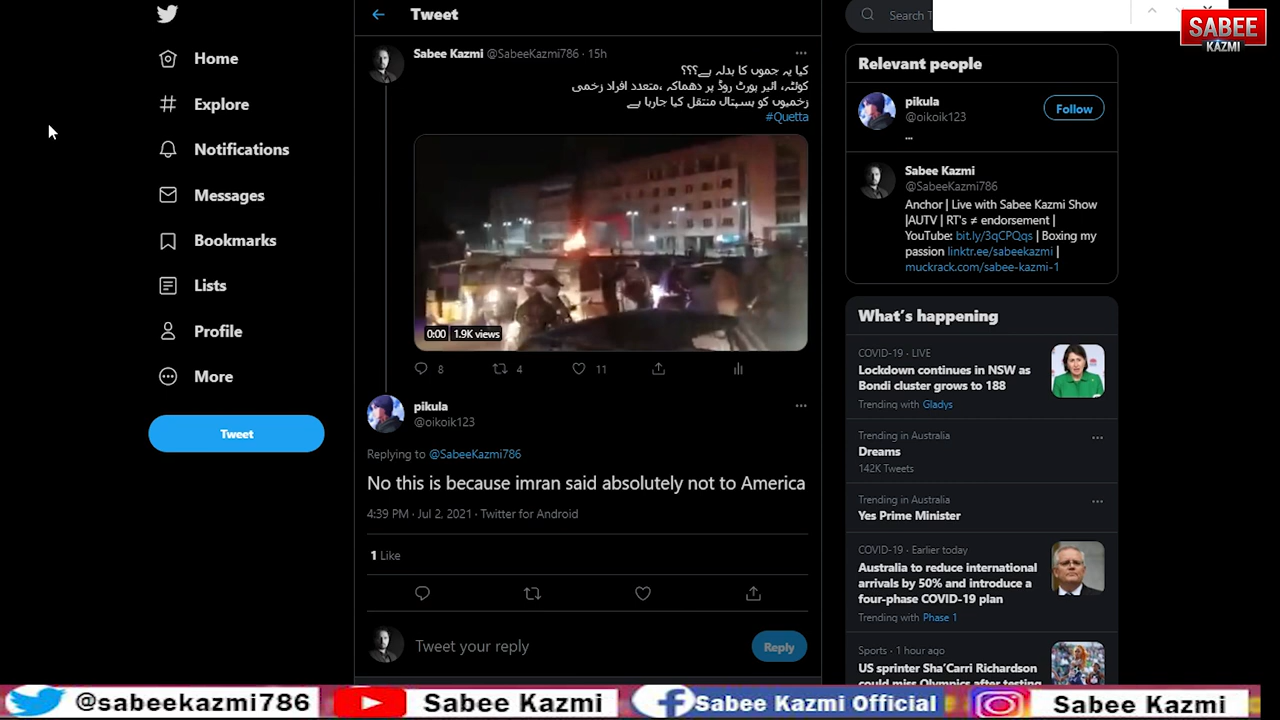 Home
Explore
Notifications
Messages
Bookmarks
Lists
Profile
More
Tweet
Tweet
Sabee Kazmi @SabeeKazmi786 · 15h
کیا یہ جموں کا بدلہ ہے؟؟؟
کوئٹہ، ائیر پورٹ روڈ پر دھماکہ ،متعدد افراد زخمی
زخمیوں کو ہسپتال منتقل کیا جارہا ہے
#Quetta
0:00 1.9K views
8 4 11
pikula
@oikoik123
Replying to @SabeeKazmi786
No this is because imran said absolutely not to America
4:39 PM · Jul 2, 2021 · Twitter for Android
1 Like
Tweet your reply
Reply
Search
SABEE
KAZMI
Relevant people
pikula
@oikoik123
Follow
...
Sabee Kazmi
@SabeeKazmi786
Anchor | Live with Sabee Kazmi Show
|AUTV | RT's ≠ endorsement |
YouTube: bit.ly/3qCPQqs | Boxing my
passion linktr.ee/sabeekazmi |
muckrack.com/sabee-kazmi-1
What's happening
COVID-19 · LIVE
Lockdown continues in NSW as
Bondi cluster grows to 188
Trending with Gladys
Trending in Australia
Dreams
142K Tweets
Trending in Australia
Yes Prime Minister
COVID-19 · Earlier today
Australia to reduce international
arrivals by 50% and introduce a
four-phase COVID-19 plan
Trending with Phase 1
Sports · 1 hour ago
US sprinter Sha'Carri Richardson
could miss Olympics after testing
@sabeekazmi786 Sabee Kazmi Sabee Kazmi Official Sabee Kazmi